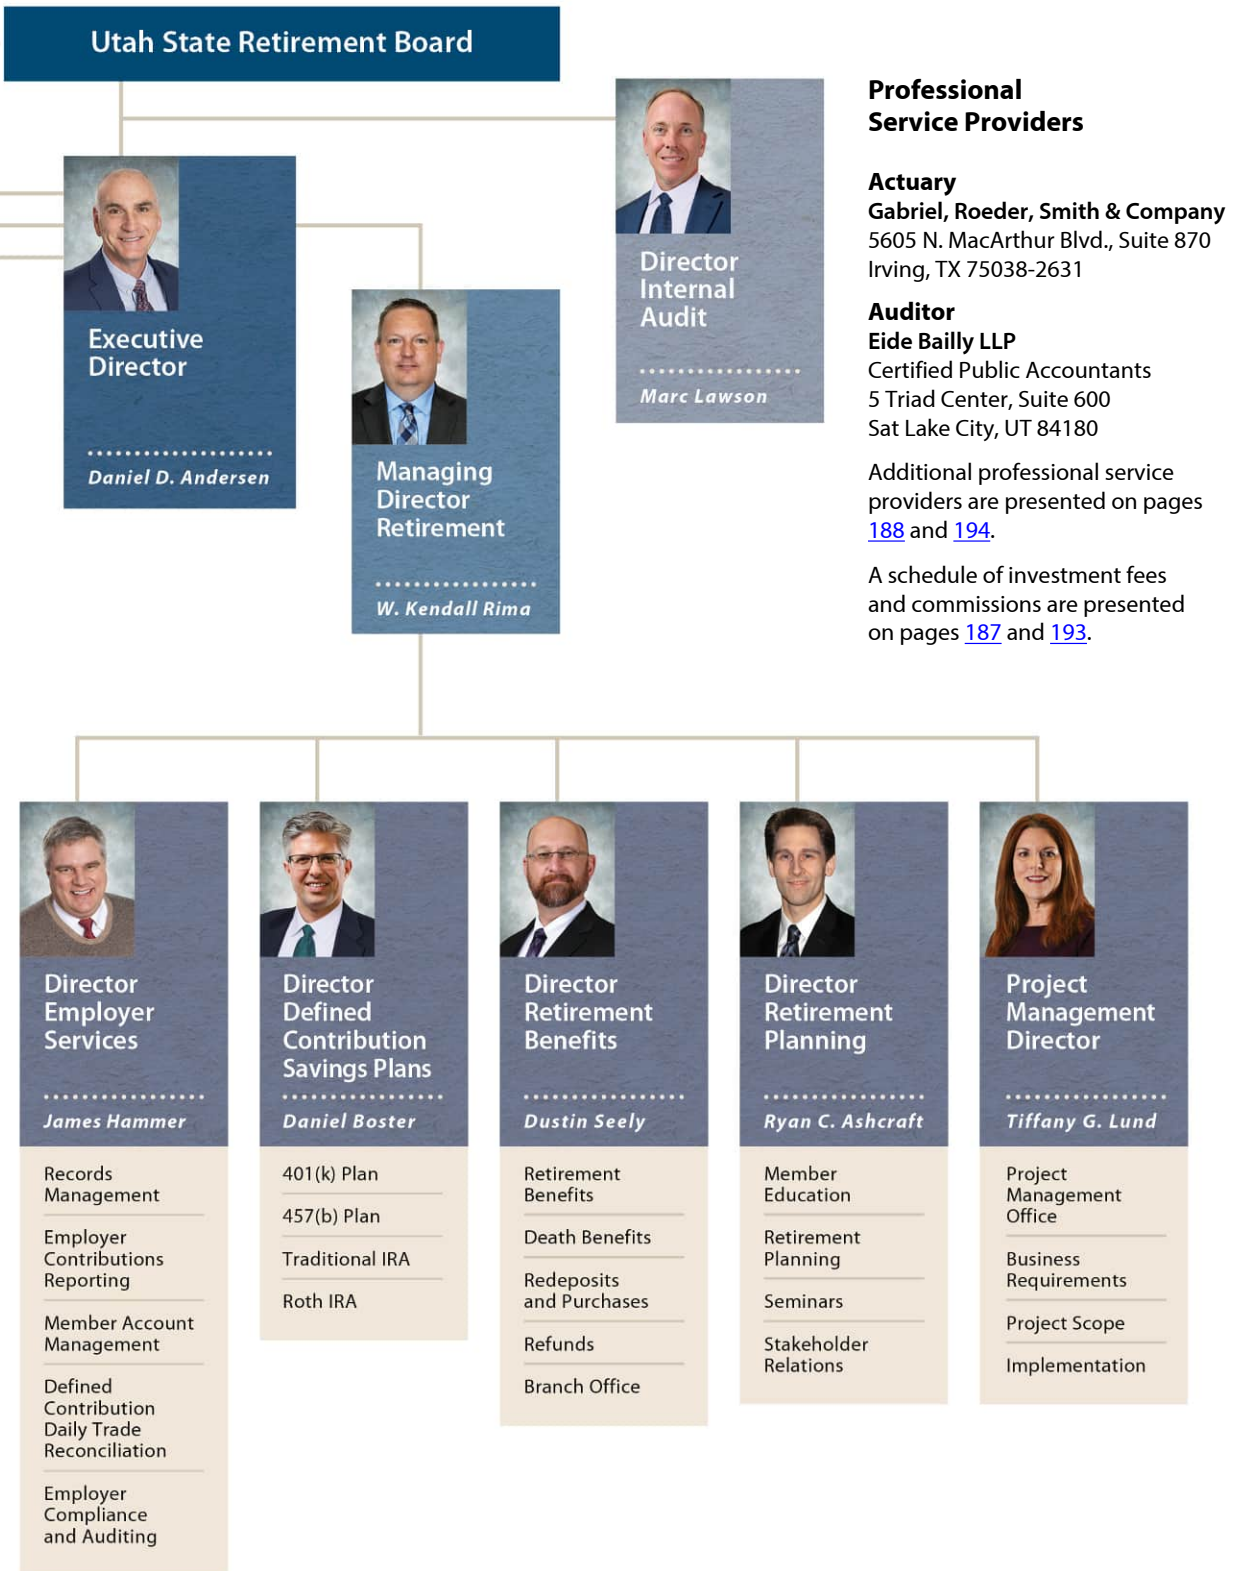 Utah State Retirement Board
Executive
Director
Daniel D. Andersen
Managing
Director
Retirement
W. Kendall Rima
Director
Internal
Audit
Marc Lawson
Professional
Service Providers
Actuary
Gabriel, Roeder, Smith & Company
5605 N. MacArthur Blvd., Suite 870
Irving, TX 75038-2631
Auditor
Eide Bailly LLP
Certified Public Accountants
5 Triad Center, Suite 600
Sat Lake City, UT 84180
Additional professional service
providers are presented on pages
188 and 194.
A schedule of investment fees
and commissions are presented
on pages 187 and 193.
Director
Employer
Services
James Hammer
Records
Management
Employer
Contributions
Reporting
Member Account
Management
Defined
Contribution
Daily Trade
Reconciliation
Employer
Compliance
and Auditing
Director
Defined
Contribution
Savings Plans
Daniel Boster
401(k) Plan
457(b) Plan
Traditional IRA
Roth IRA
Director
Retirement
Benefits
Dustin Seely
Retirement
Benefits
Death Benefits
Redeposits
and Purchases
Refunds
Branch Office
Director
Retirement
Planning
Ryan C. Ashcraft
Member
Education
Retirement
Planning
Seminars
Stakeholder
Relations
Project
Management
Director
Tiffany G. Lund
Project
Management
Office
Business
Requirements
Project Scope
Implementation